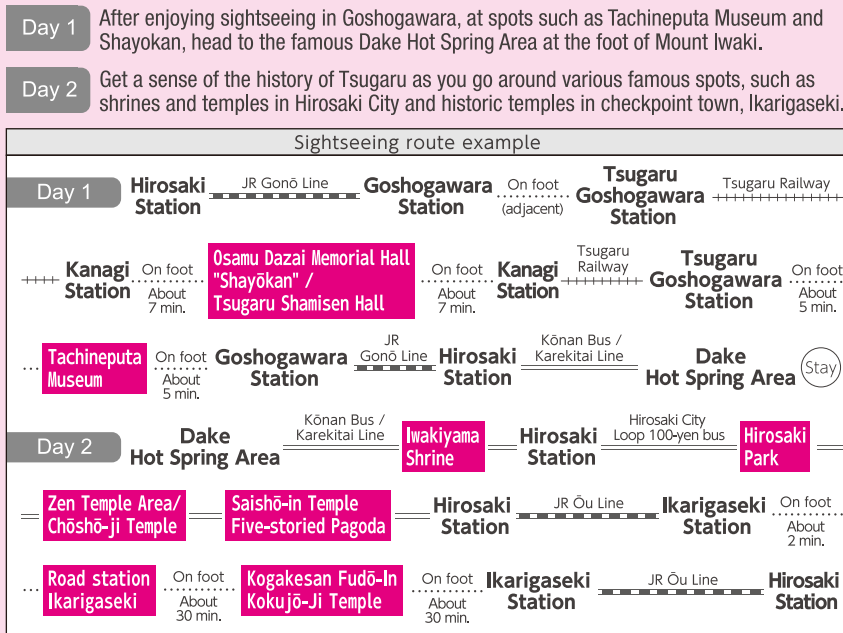 Day 1 After enjoying sightseeing in Goshogawara, at spots such as Tachineputa Museum and
Shayokan, head to the famous Dake Hot Spring Area at the foot of Mount Iwaki.
Day 2 Get a sense of the history of Tsugaru as you go around various famous spots, such as
shrines and temples in Hirosaki City and historic temples in checkpoint town, Ikarigaseki.
Sightseeing route example
Day 1
Hirosaki
Station
JR Gonō Line
Goshogawara
Station
On foot
(adjacent)
Tsugaru
Goshogawara
Station
Tsugaru Railway
Kanagi
Station
On foot
About
7 min.
Osamu Dazai Memorial Hall
"Shayōkan" /
Tsugaru Shamisen Hall
On foot
About
7 min.
Kanagi
Station
Tsugaru
Railway
Tsugaru
Goshogawara
Station
On foot
About
5 min.
Tachineputa
Museum
On foot
About
5 min.
Goshogawara
Station
JR
Gonō Line
Hirosaki
Station
Kōnan Bus /
Karekitai Line
Dake
Hot Spring Area
Stay
Day 2
Dake
Hot Spring Area
Kōnan Bus /
Karekitai Line
Iwakiyama
Shrine
Hirosaki
Station
Hirosaki City
Loop 100-yen bus
Hirosaki
Park
Zen Temple Area/
Chōshō-ji Temple
Saishō-in Temple
Five-storied Pagoda
Hirosaki
Station
JR Ōu Line
Ikarigaseki
Station
On foot
About
2 min.
Road station
Ikarigaseki
On foot
About
30 min.
Kogakesan Fudō-In
Kokujō-Ji Temple
On foot
About
30 min.
Ikarigaseki
Station
JR Ōu Line
Hirosaki
Station